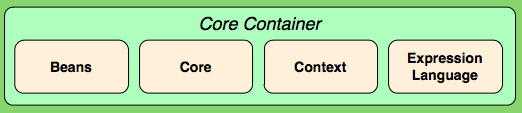 Core Container
Beans
Core
Context
Expression
Language